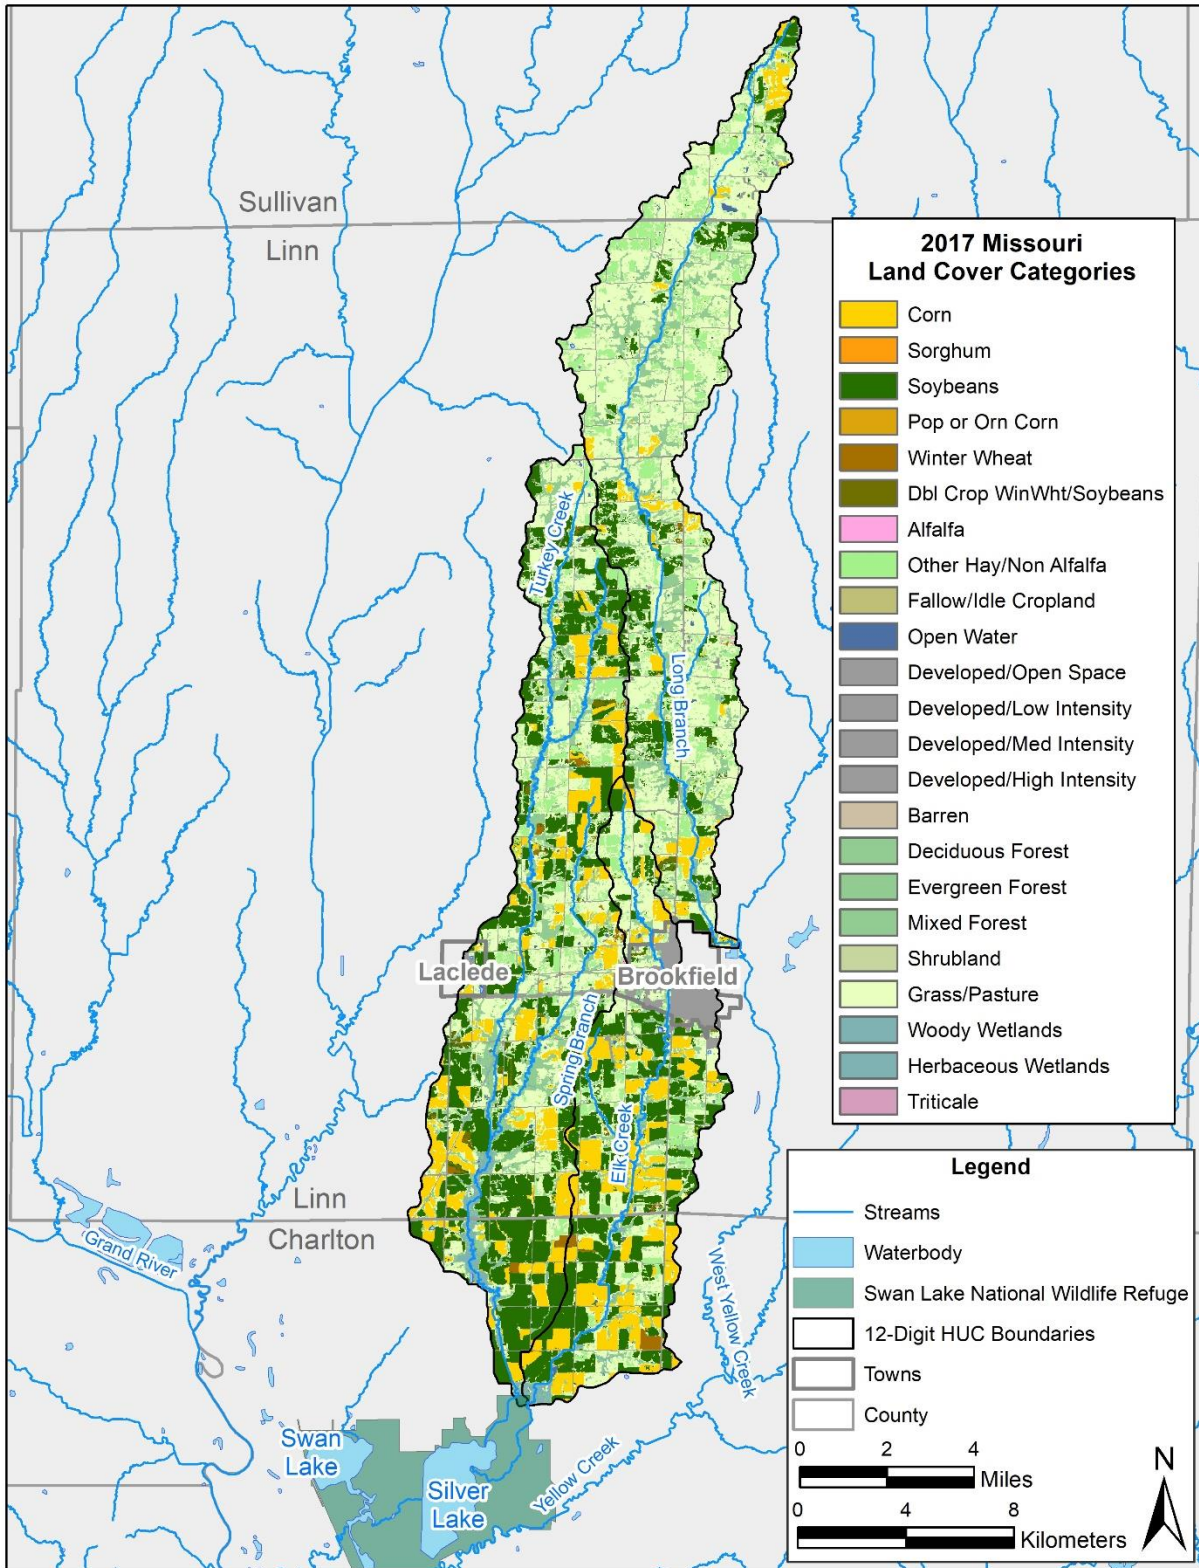 Sullivan
Linn
2017 Missouri
Land Cover Categories
Corn
Sorghum
Soybeans
Pop or Orn Corn
Winter Wheat
Dbl Crop WinWht/Soybeans
Alfalfa
Other Hay/Non Alfalfa
Fallow/Idle Cropland
Open Water
Developed/Open Space
Developed/Low Intensity
Developed/Med Intensity
Developed/High Intensity
Barren
Deciduous Forest
Evergreen Forest
Mixed Forest
Shrubland
Grass/Pasture
Woody Wetlands
Herbaceous Wetlands
Triticale
Turkey Creek
Long Branch
Laclede
Brookfield
Spring Branch
Elk Creek
Linn
Charlton
Grand River
West Yellow Creek
Swan
Lake
Silver
Lake
Yellow Creek
Legend
Streams
Waterbody
Swan Lake National Wildlife Refuge
12-Digit HUC Boundaries
Towns
County
0 2 4
Miles
0 4 8
Kilometers
N